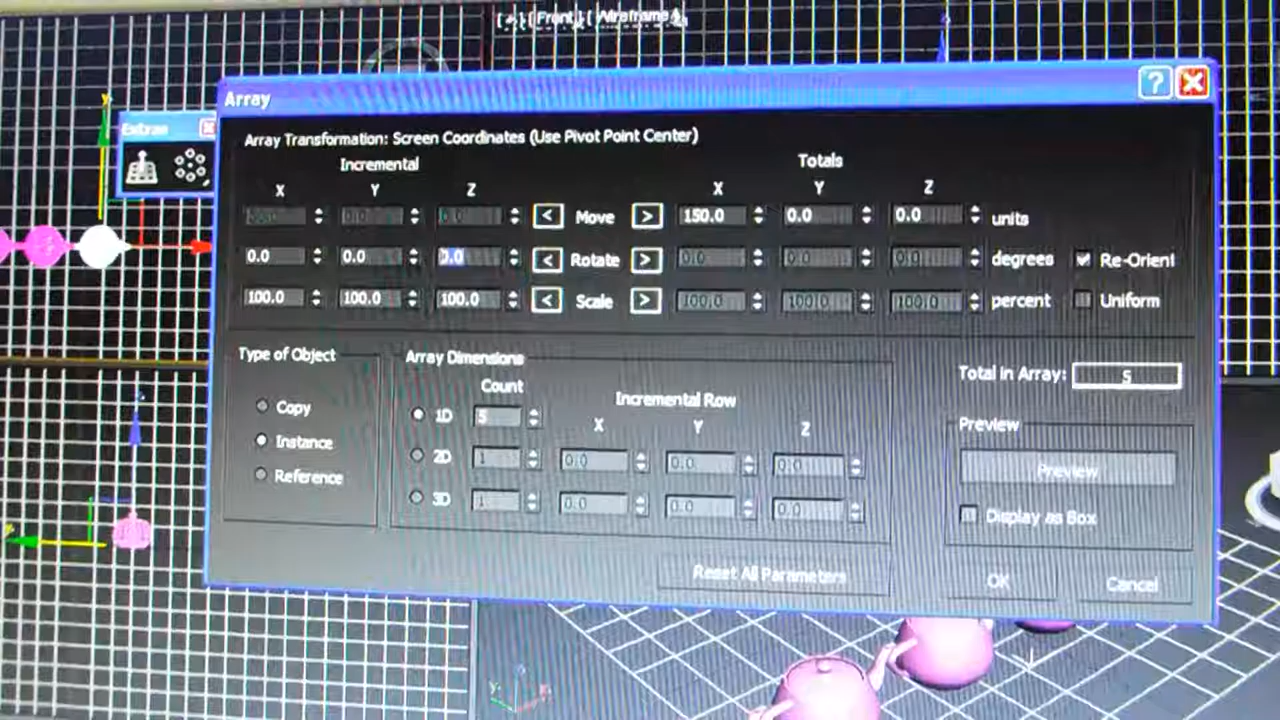 [+][Front][Wireframe]
Array
Extras
Array Transformation: Screen Coordinates (Use Pivot Point Center)
Incremental Totals
X Y Z X Y Z
0.0 0.0 < Move > 150.0 0.0 0.0 units
0.0 0.0 0.0 < Rotate > 0.0 0.0 0.0 degrees Re-Orient
100.0 100.0 100.0 < Scale > 100.0 100.0 100.0 percent Uniform
Type of Object
Array Dimensions
Count
Incremental Row
X Y Z
Total in Array: 5
Copy
1D 5
Preview
Instance
2D 1 0.0 0.0 0.0
Preview
Reference
3D 1 0.0 0.0 0.0
Display as Box
Reset All Parameters
OK Cancel